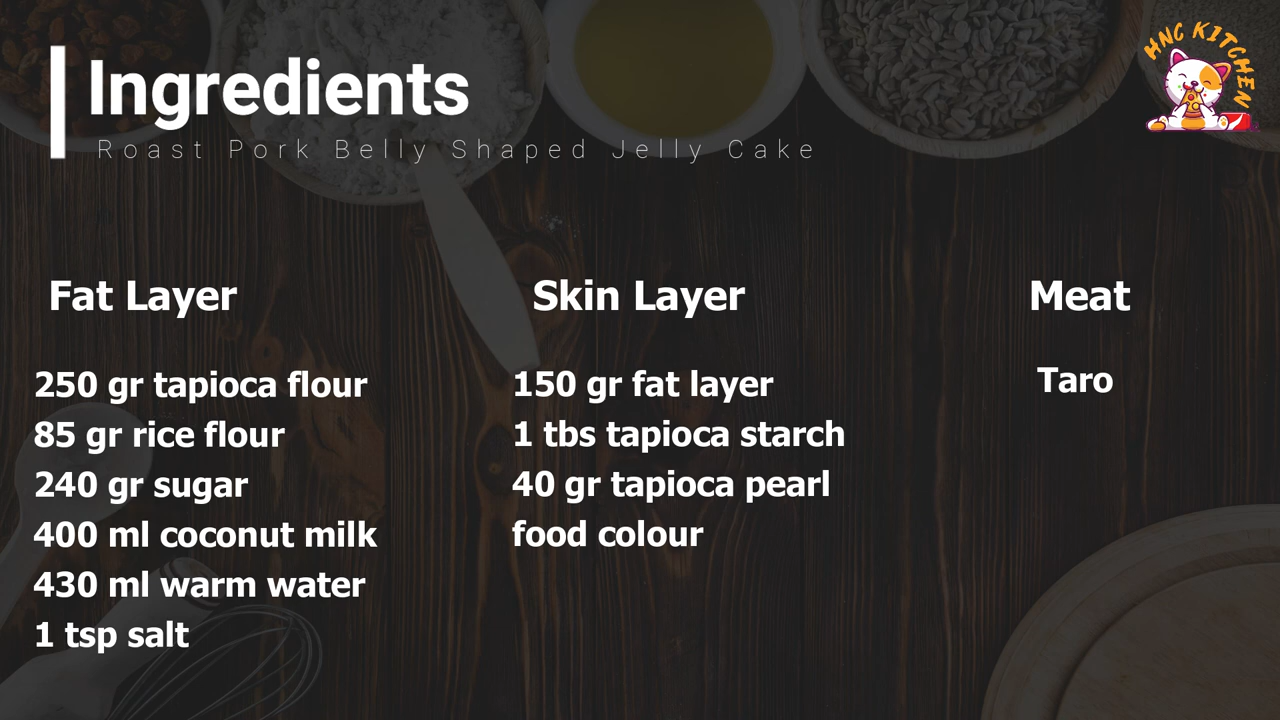 Ingredients
Roast Pork Belly Shaped Jelly Cake
HNC KITCHEN
Fat Layer
250 gr tapioca flour
85 gr rice flour
240 gr sugar
400 ml coconut milk
430 ml warm water
1 tsp salt
Skin Layer
150 gr fat layer
1 tbs tapioca starch
40 gr tapioca pearl
food colour
Meat
Taro